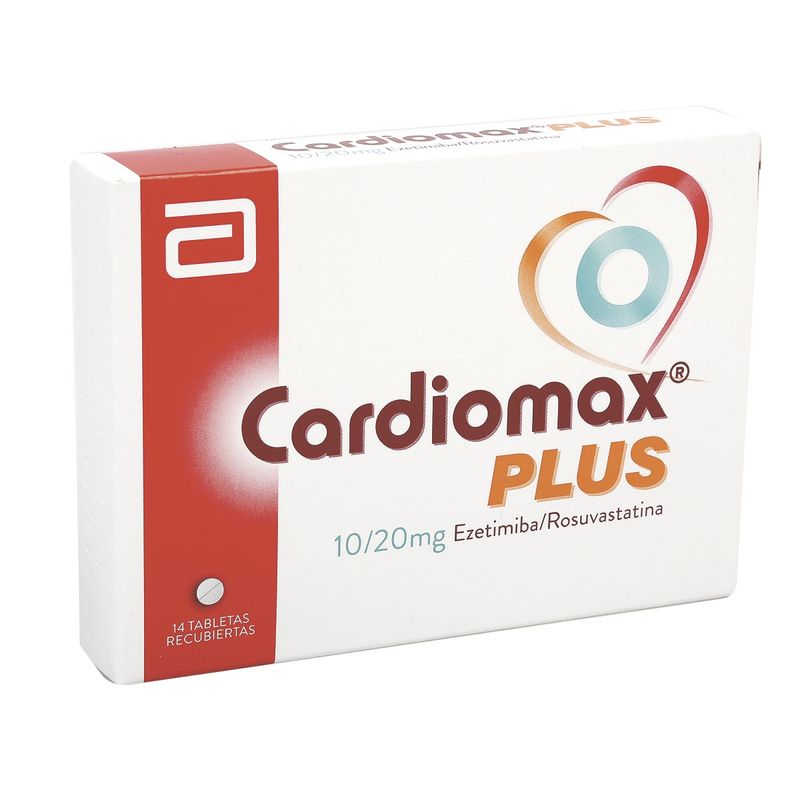 Cardiomax® PLUS
10/20mg Ezetimiba/Rosuvastatina
Cardiomax®
PLUS
10/20mg Ezetimiba/Rosuvastatina
14 TABLETAS
RECUBIERTAS